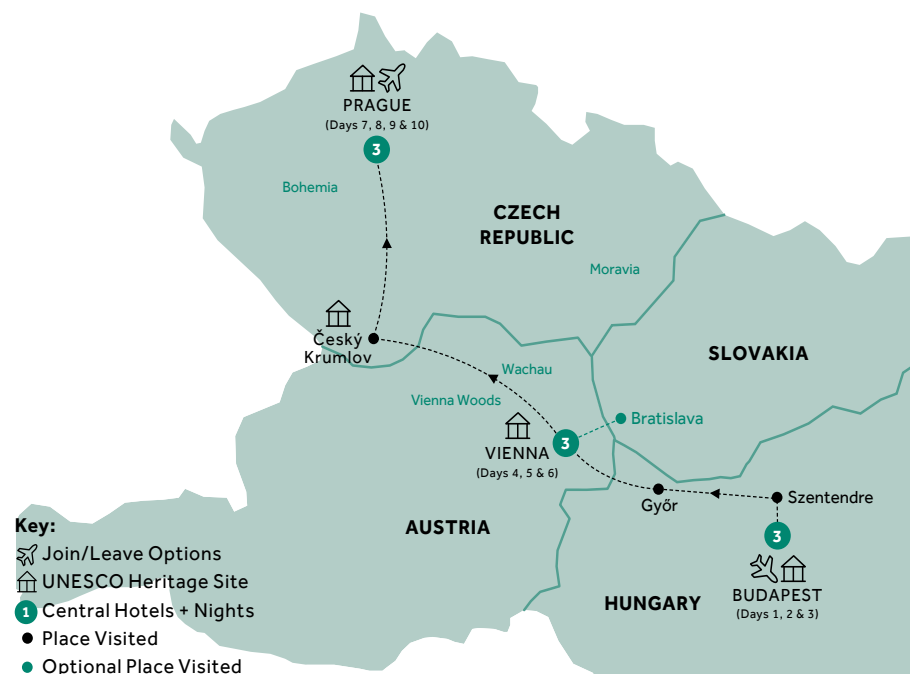 PRAGUE
(Days 7, 8, 9 & 10)
3
Bohemia
CZECH
REPUBLIC
Moravia
Český
Krumlov
SLOVAKIA
Wachau
Vienna Woods
Bratislava
3
VIENNA
(Days 4, 5 & 6)
Győr
Szentendre
AUSTRIA
3
BUDAPEST
(Days 1, 2 & 3)
HUNGARY
Key:
Join/Leave Options
UNESCO Heritage Site
1 Central Hotels + Nights
Place Visited
Optional Place Visited